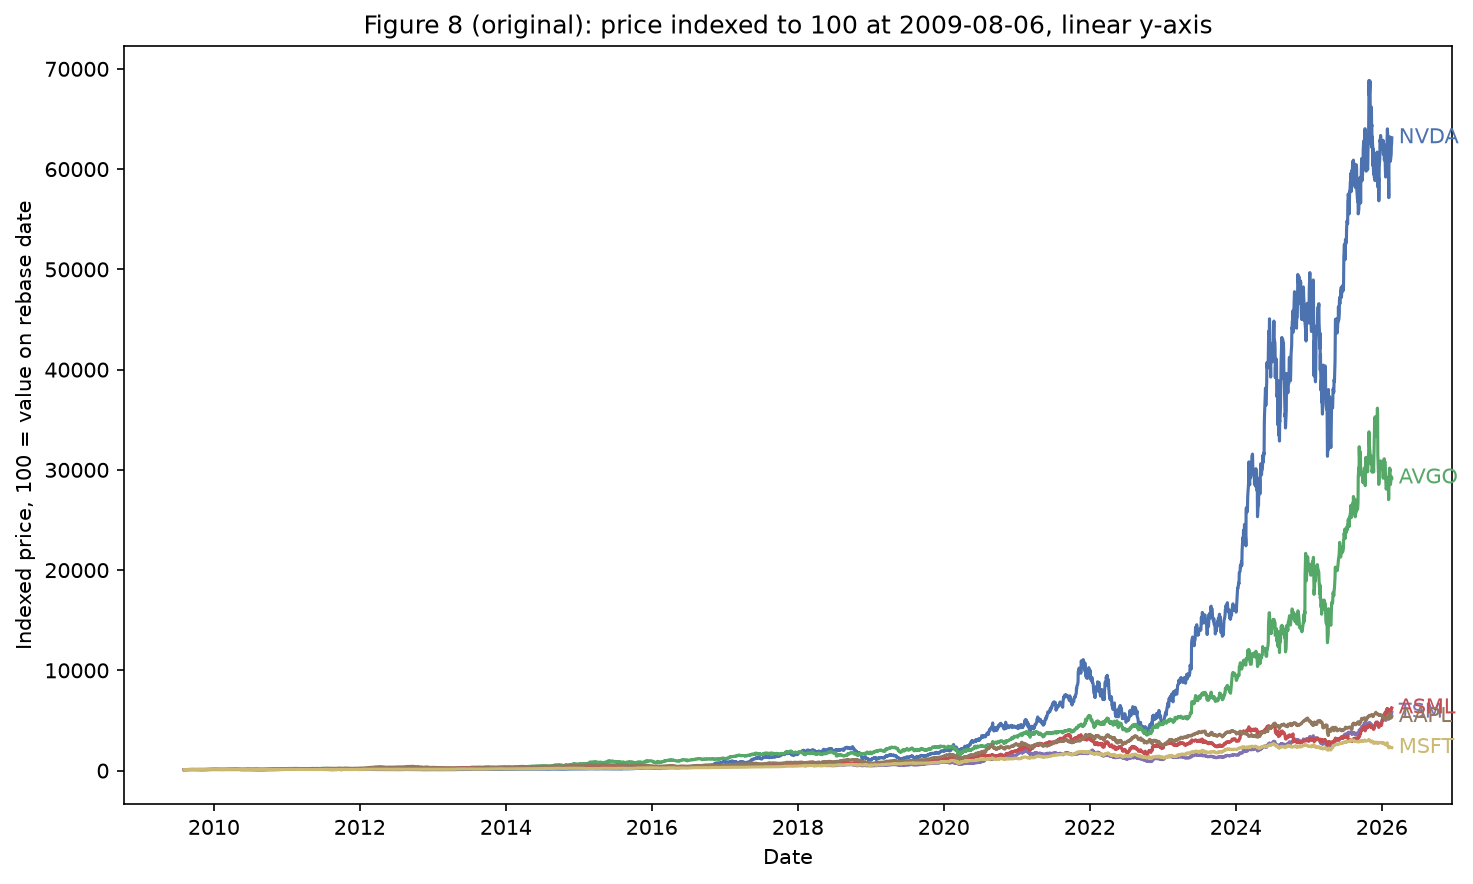 Figure 8 (original): price indexed to 100 at 2009-08-06, linear y-axis
Indexed price, 100 = value on rebase date
70000
60000
50000
40000
30000
20000
10000
0
NVDA
AVGO
ASML
AAPL
MSFT
2010
2012
2014
2016
2018
2020
2022
2024
2026
Date